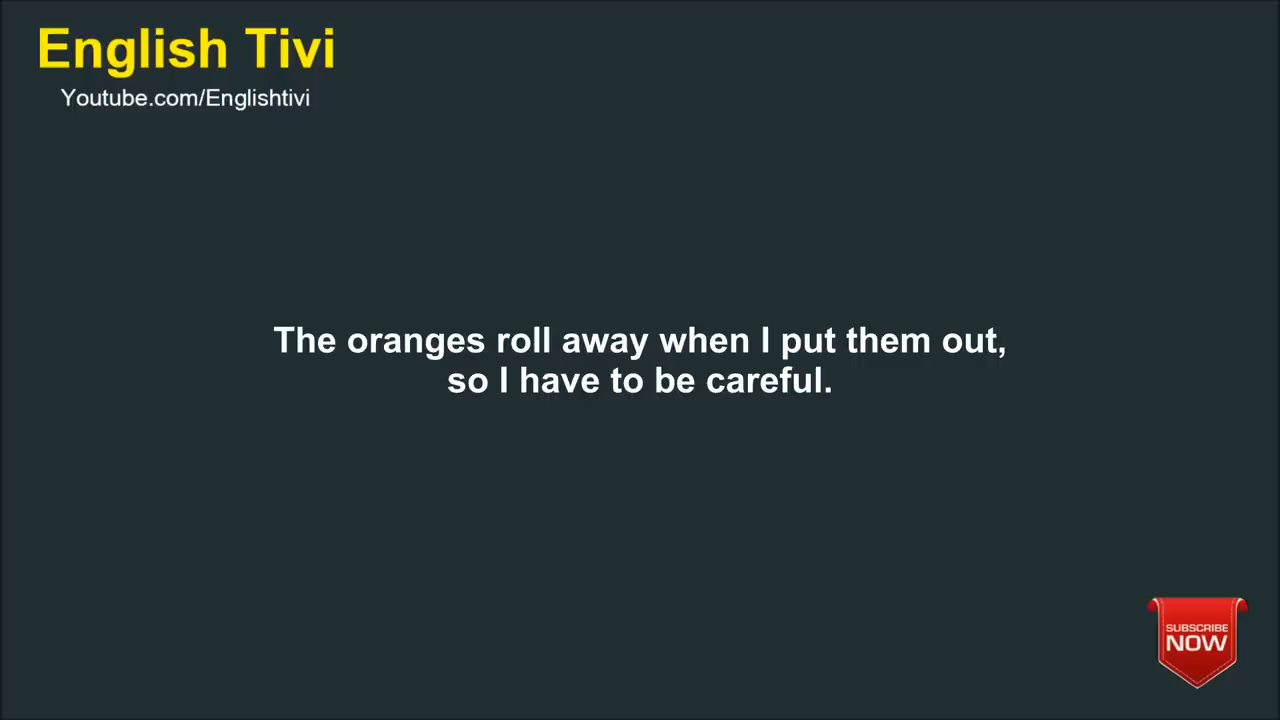 English Tivi
Youtube.com/Englishtivi
The oranges roll away when I put them out,
so I have to be careful.
SUBSCRIBE
NOW